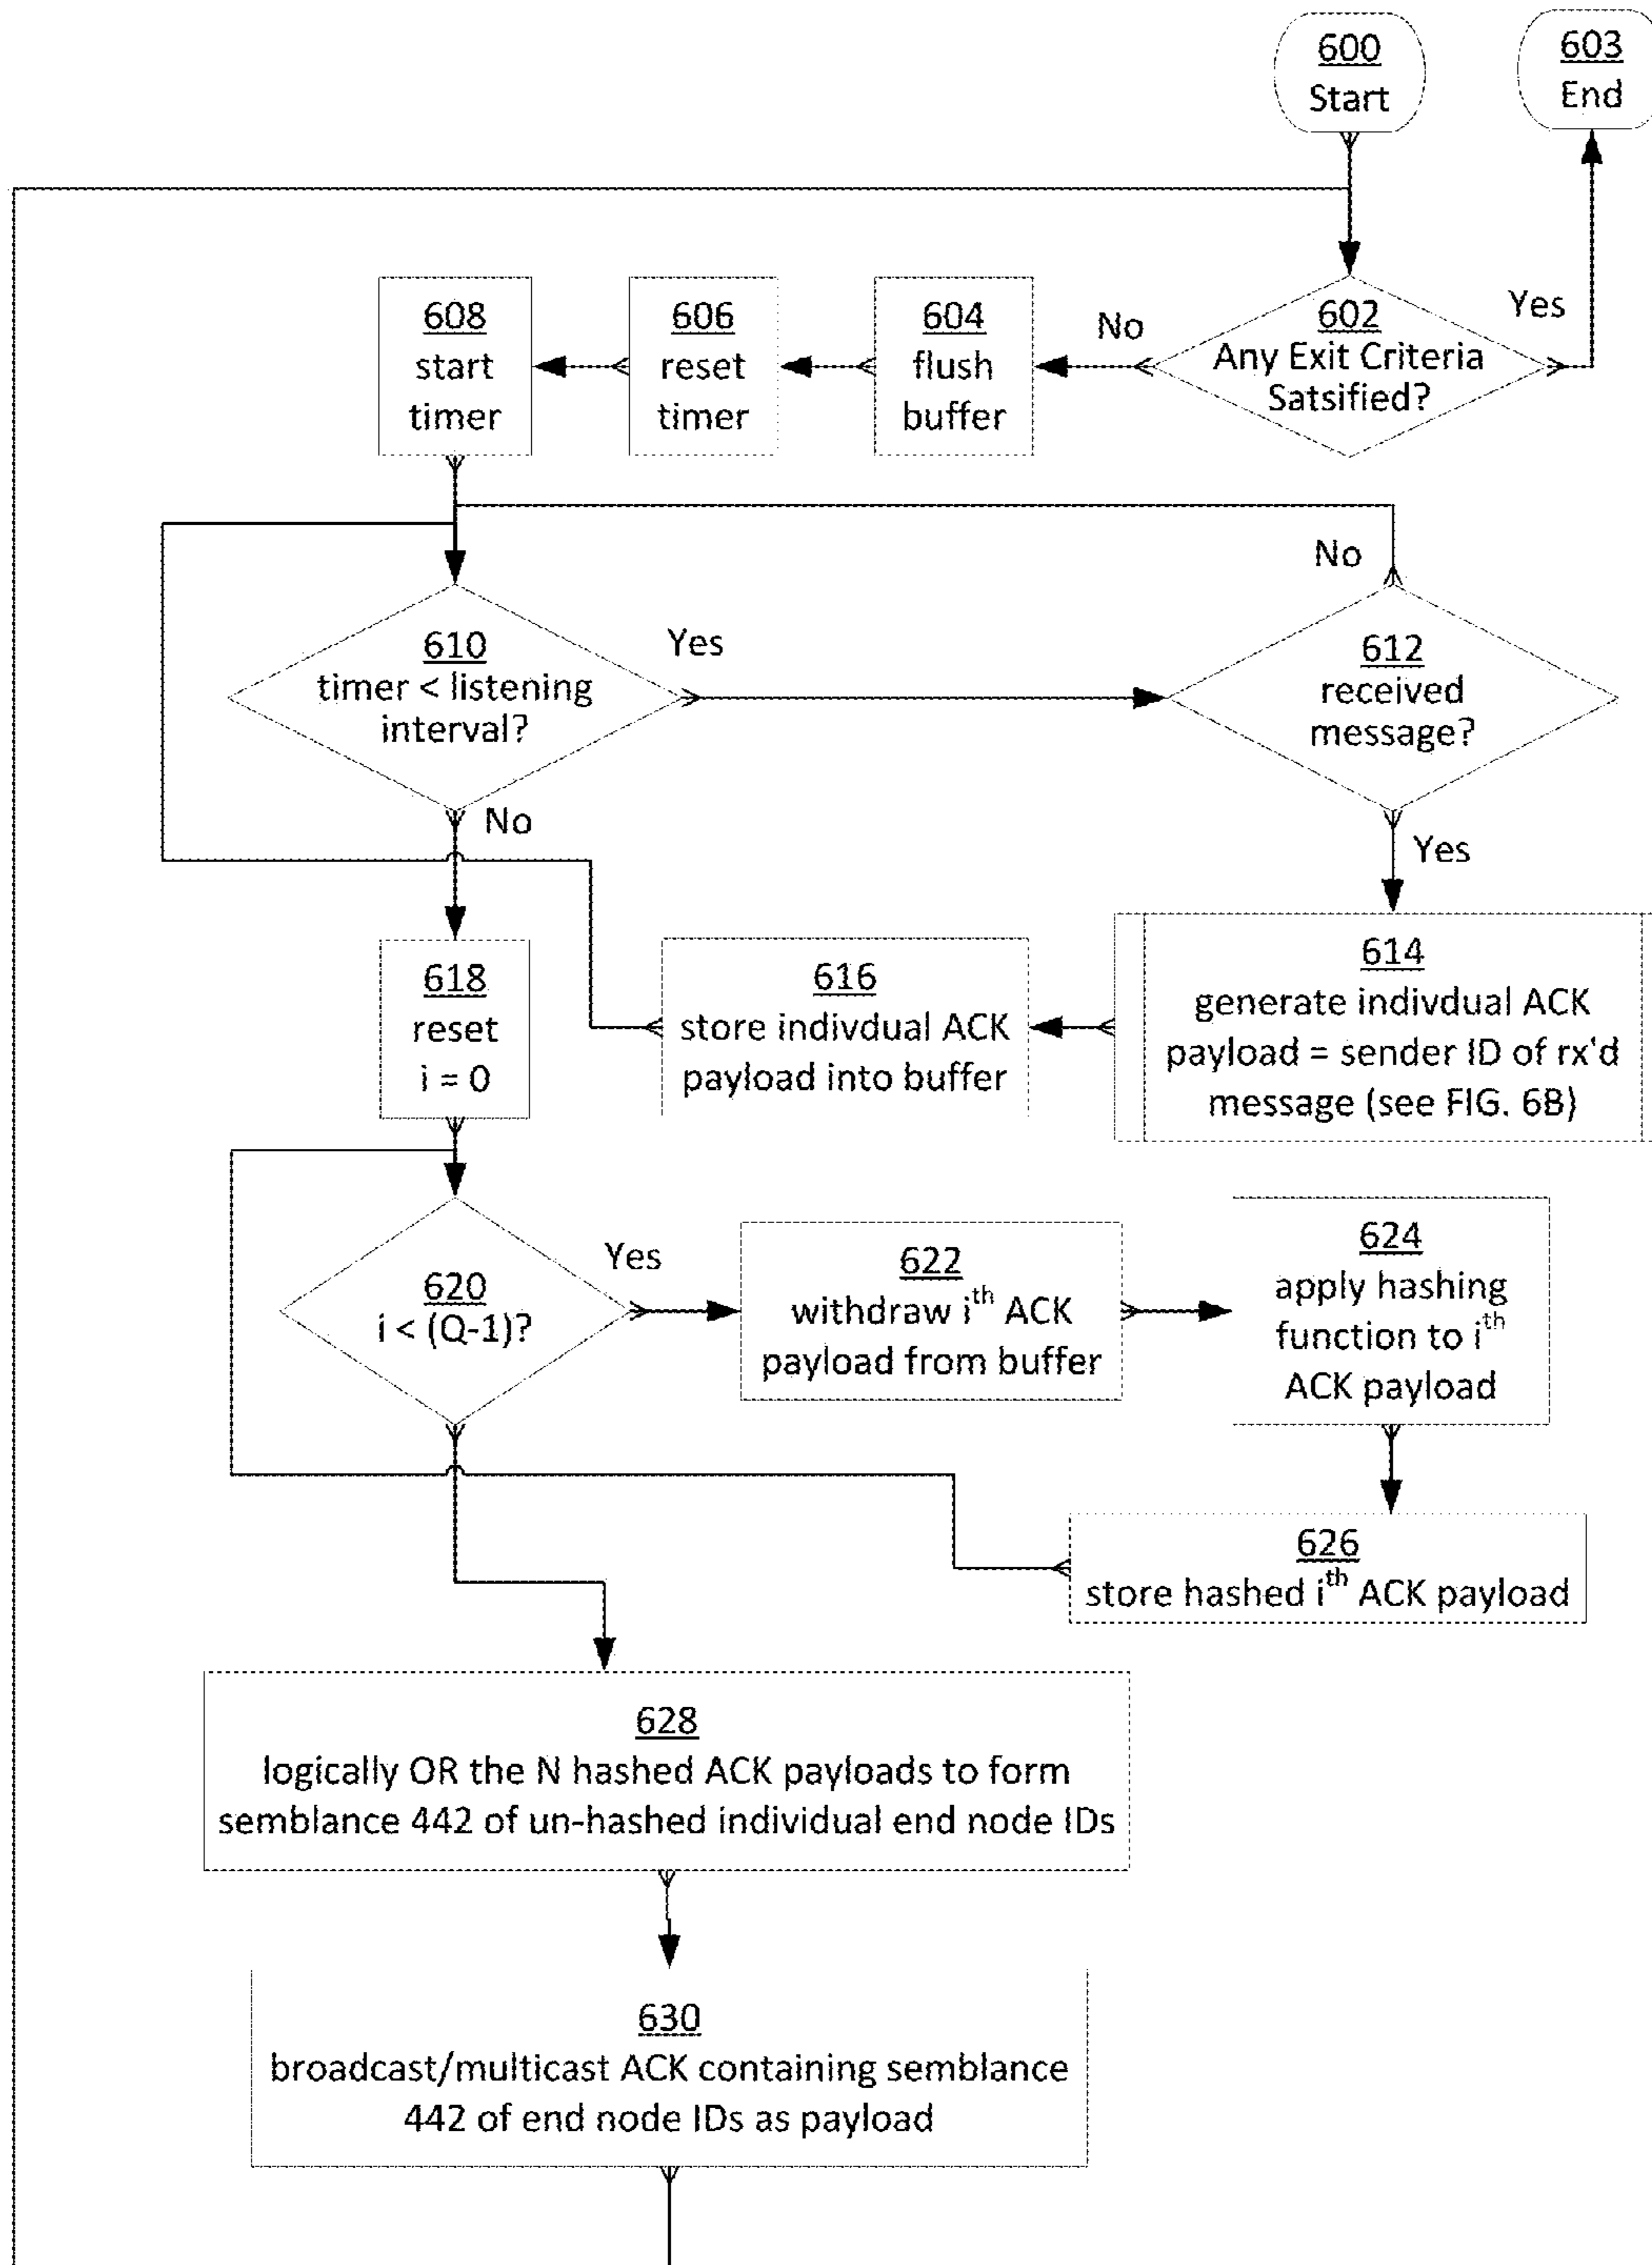 600
Start
603
End
602
Any Exit Criteria
Satsified?
Yes
No
604
flush
buffer
606
reset
timer
608
start
timer
610
timer < listening
interval?
Yes
No
612
received
message?
No
Yes
614
generate indivdual ACK
payload = sender ID of rx'd
message (see FIG. 6B)
616
store indivdual ACK
payload into buffer
618
reset
i = 0
620
i < (Q-1)?
Yes
622
withdraw ith ACK
payload from buffer
624
apply hashing
function to ith
ACK payload
626
store hashed ith ACK payload
628
logically OR the N hashed ACK payloads to form
semblance 442 of un-hashed individual end node IDs
630
broadcast/multicast ACK containing semblance
442 of end node IDs as payload